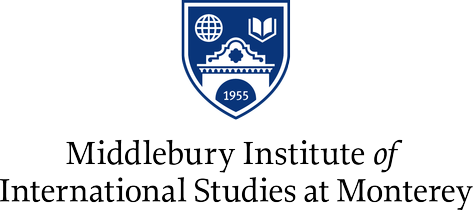 1955
Middlebury Institute of
International Studies at Monterey